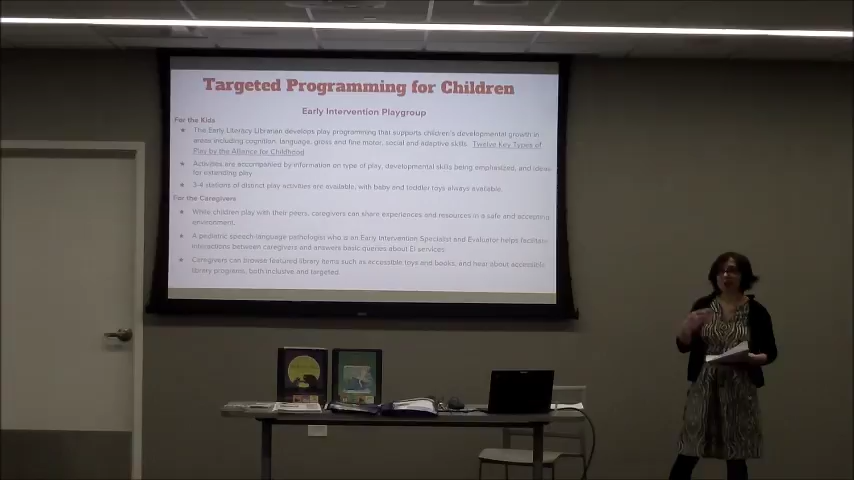 Targeted Programming for Children
Early Intervention Playgroup
For the Kids
The Early Literacy Librarian develops play programming that supports children's developmental growth in
areas including cognition, language, gross and fine motor, social and adaptive skills. Twelve Key Types of
Play by the Alliance for Childhood
Activities are accompanied by information on type of play, developmental skills being emphasized, and ideas
for extending play
3-4 stations of distinct play activities are available, with baby and toddler toys always available.
For the Caregivers
While children play with their peers, caregivers can share experiences and resources in a safe and accepting
environment.
A pediatric speech-language pathologist who is an Early Intervention Specialist and Evaluator helps facilitate
interactions between caregivers and answers basic queries about EI services.
Caregivers can browse featured library items such as accessible toys and books, and hear about accessible
library programs, both inclusive and targeted.